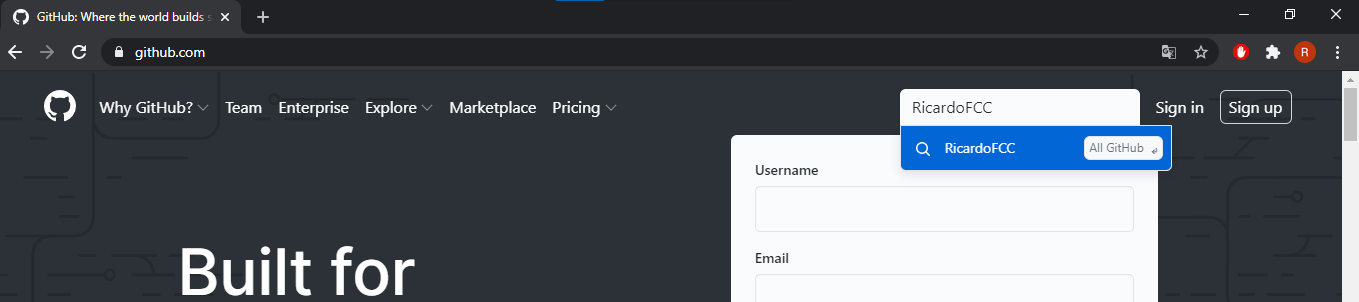 GitHub: Where the world builds s
github.com
R
Why GitHub? Team Enterprise Explore Marketplace Pricing
RicardoFCC
Sign in
Sign up
RicardoFCC
All GitHub
Username
Email
Built for